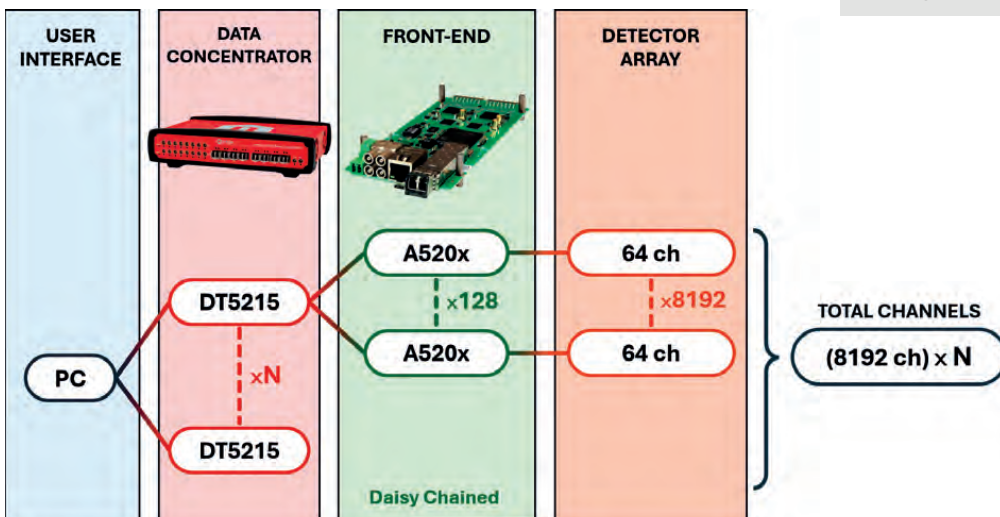 USER
INTERFACE
DATA
CONCENTRATOR
FRONT-END
DETECTOR
ARRAY
A520x
64 ch
DT5215
x128
x8192
TOTAL CHANNELS
A520x
64 ch
(8192 ch) x N
PC
xN
DT5215
Daisy Chained